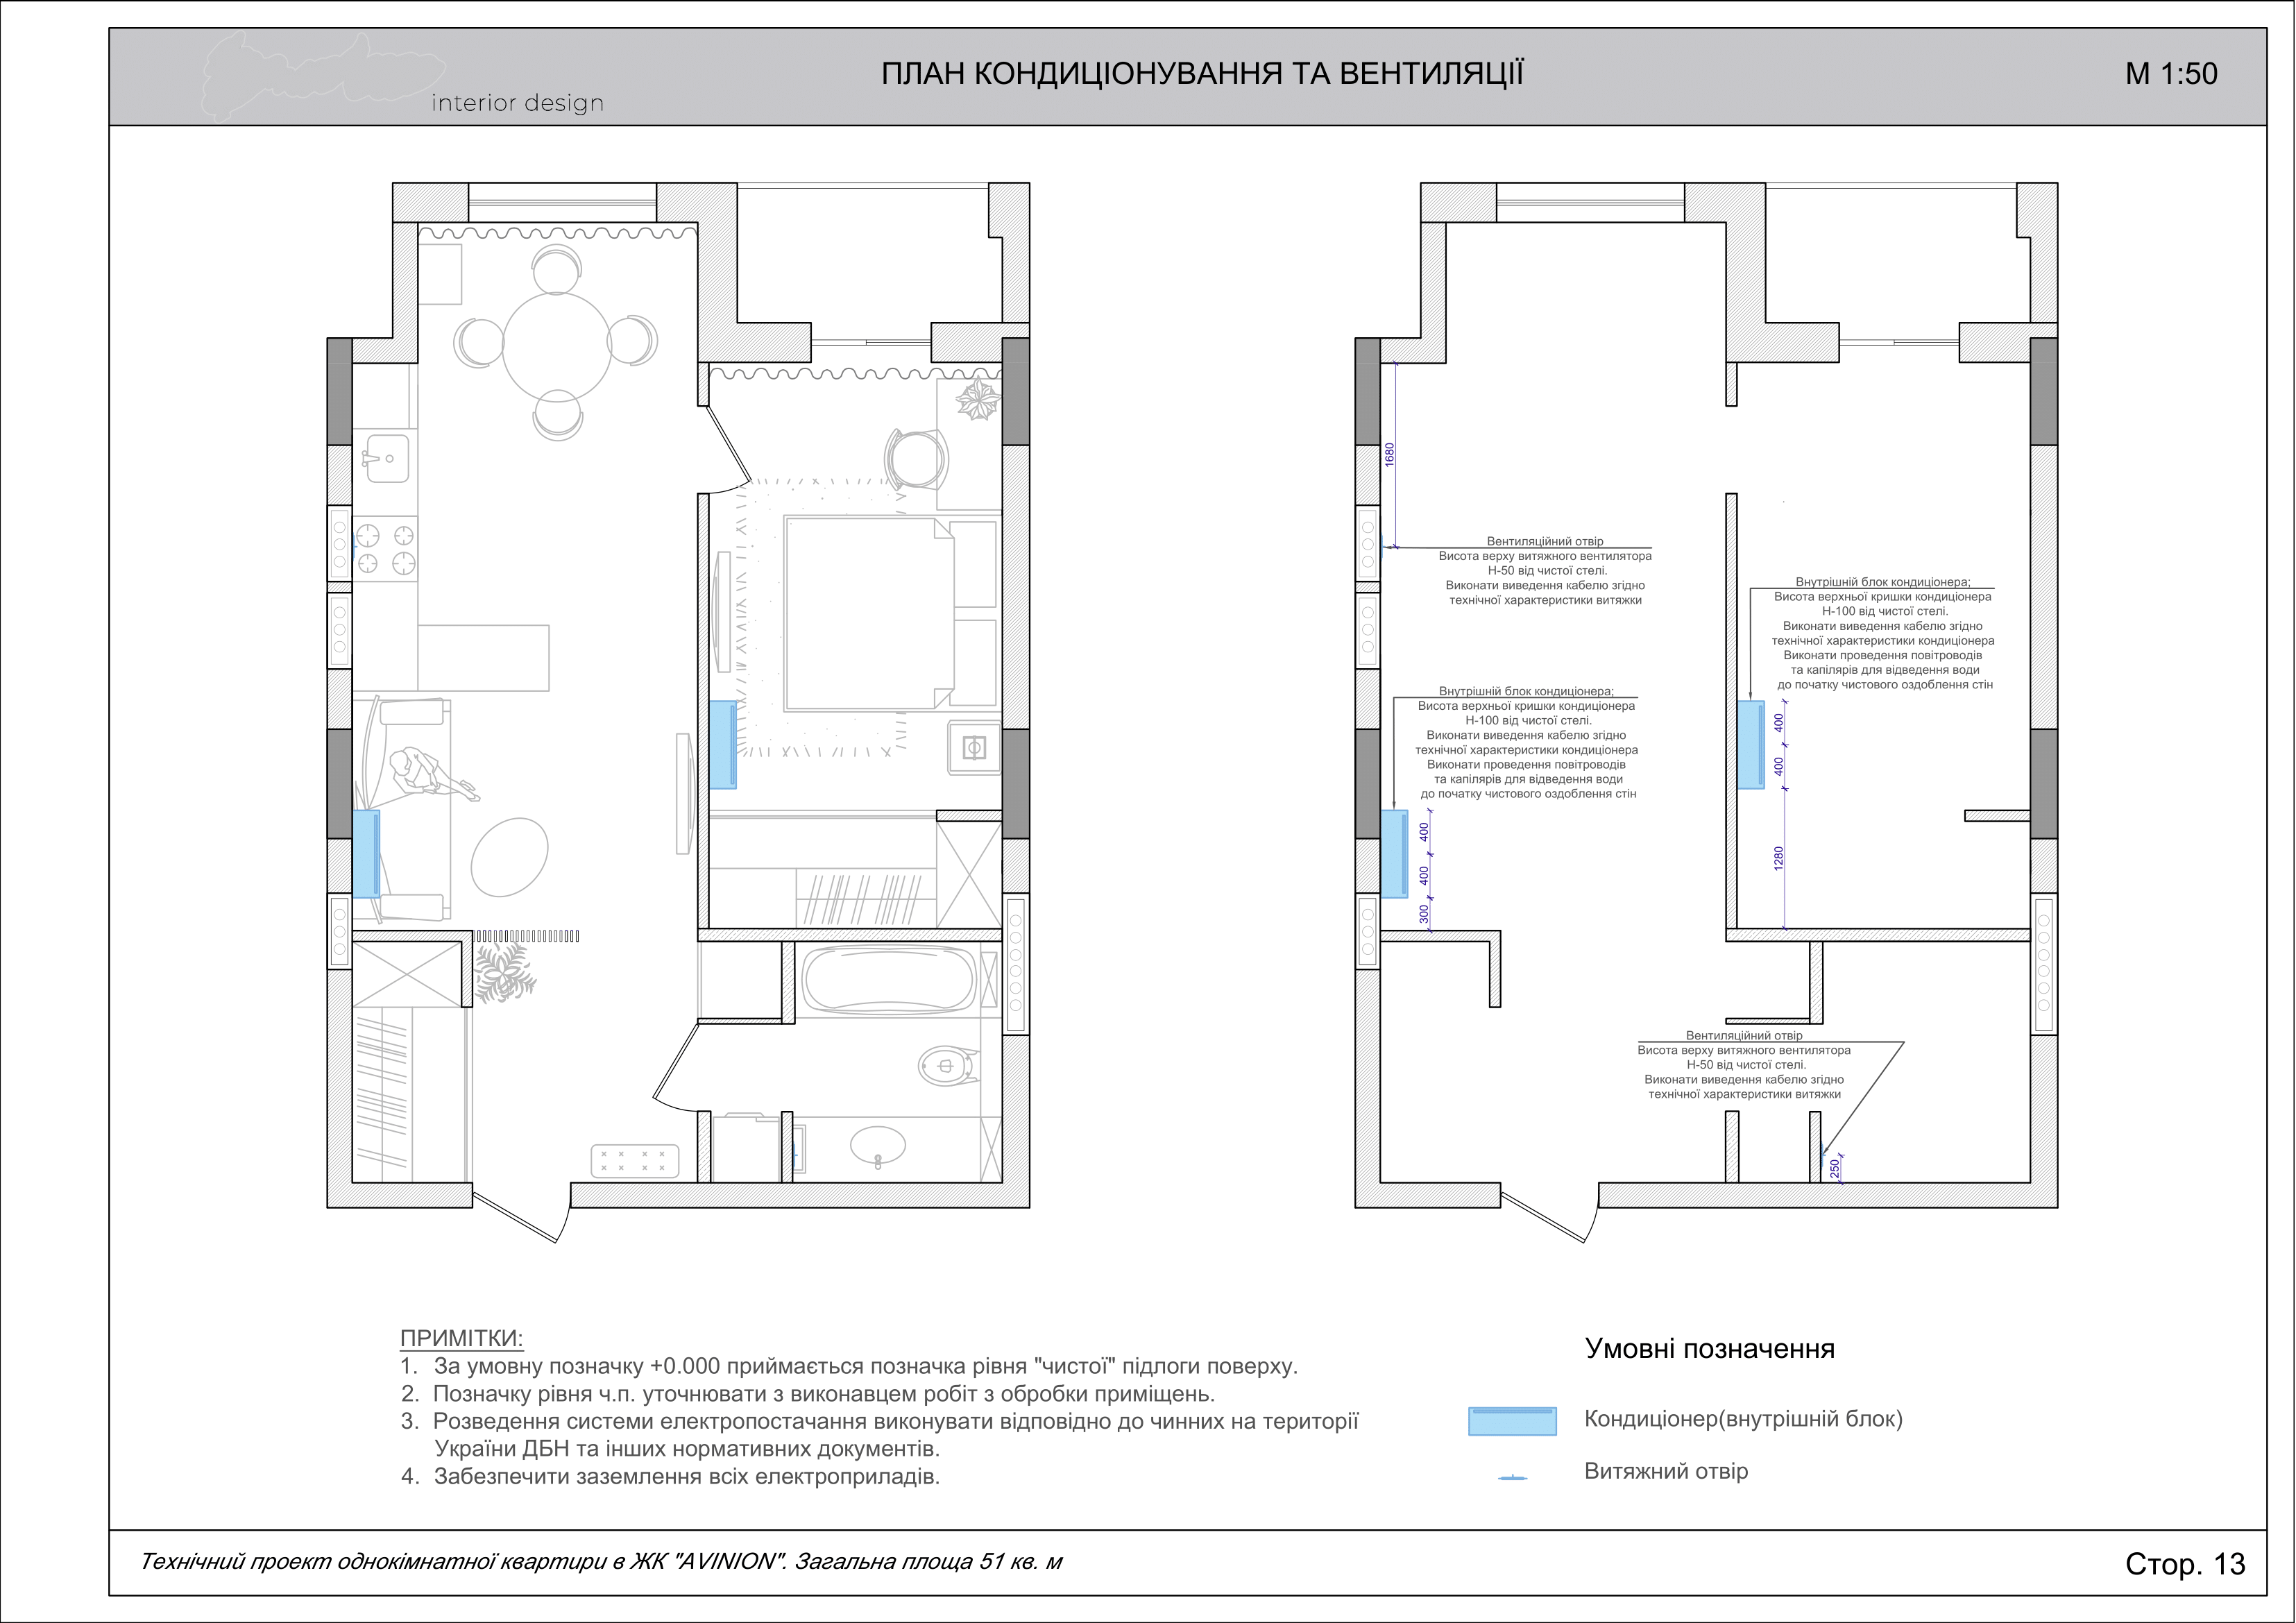 interior design
ПЛАН КОНДИЦІОНУВАННЯ ТА ВЕНТИЛЯЦІЇ
М 1:50
1680
Вентиляційний отвір
Висота верху витяжного вентилятора
Н-50 від чистої стелі.
Виконати виведення кабелю згідно
технічної характеристики витяжки
Внутрішній блок кондиціонера;
Висота верхньої кришки кондиціонера
Н-100 від чистої стелі.
Виконати виведення кабелю згідно
технічної характеристики кондиціонера
Виконати проведення повітроводів
та капілярів для відведення води
до початку чистового оздоблення стін
400
400
1280
Внутрішній блок кондиціонера;
Висота верхньої кришки кондиціонера
Н-100 від чистої стелі.
Виконати виведення кабелю згідно
технічної характеристики кондиціонера
Виконати проведення повітроводів
та капілярів для відведення води
до початку чистового оздоблення стін
400
400
300
Вентиляційний отвір
Висота верху витяжного вентилятора
Н-50 від чистої стелі.
Виконати виведення кабелю згідно
технічної характеристики витяжки
250
ПРИМІТКИ:
1. За умовну позначку +0.000 приймається позначка рівня "чистої" підлоги поверху.
2. Позначку рівня ч.п. уточнювати з виконавцем робіт з обробки приміщень.
3. Розведення системи електропостачання виконувати відповідно до чинних на території
України ДБН та інших нормативних документів.
4. Забезпечити заземлення всіх електроприладів.
Умовні позначення
Кондиціонер(внутрішній блок)
Витяжний отвір
Технічний проект однокімнатної квартири в ЖК "AVINION". Загальна площа 51 кв. м
Стор. 13